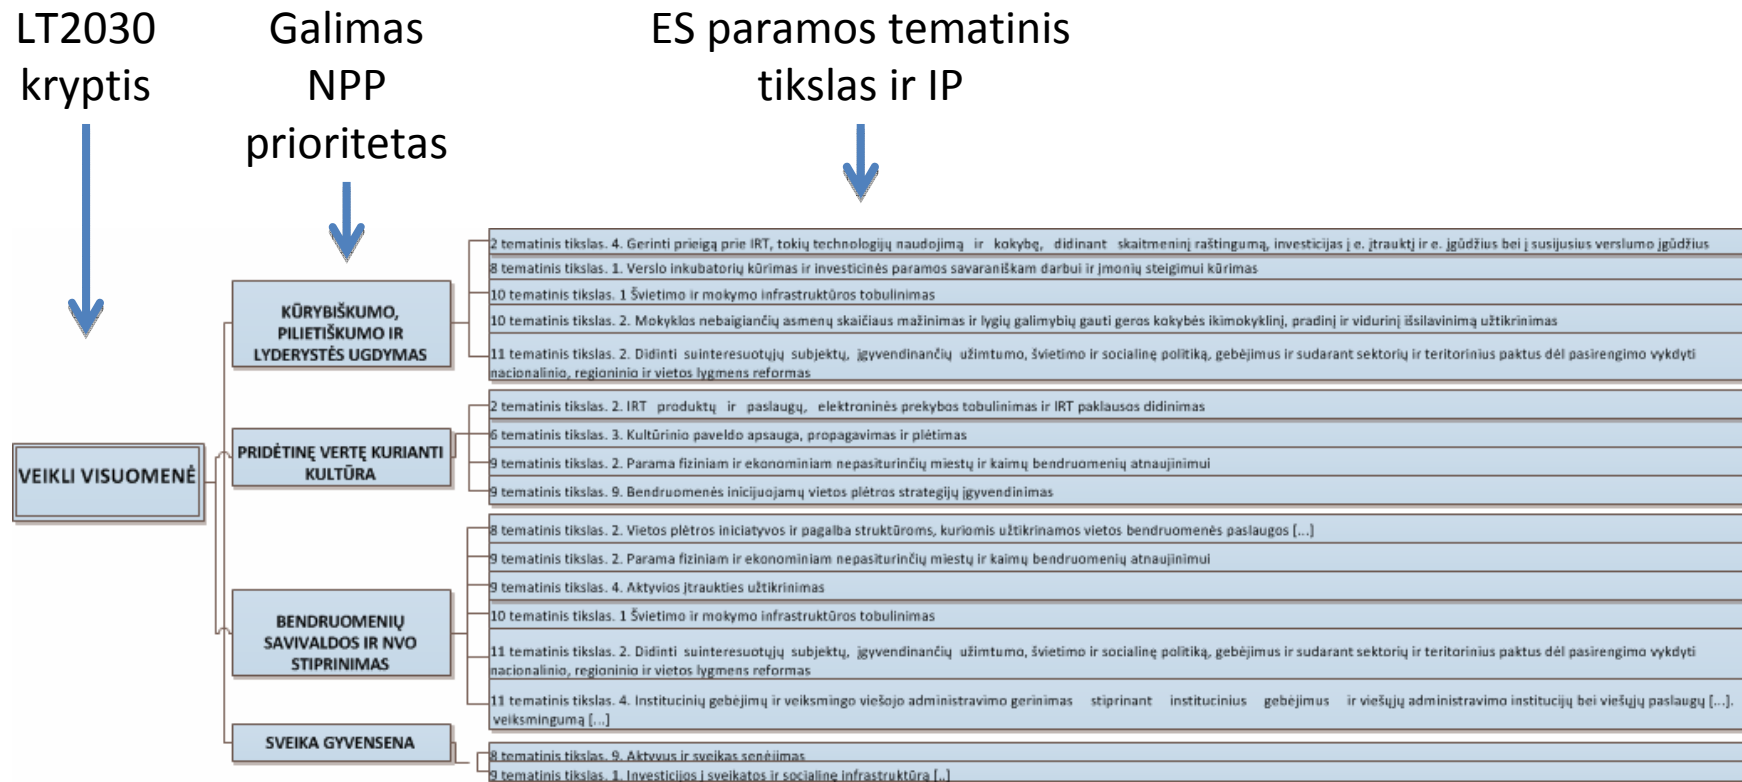 LT2030
kryptis
Galimas
NPP
prioritetas
ES paramos tematinis
tikslas ir IP
VEIKLI VISUOMENĖ
KŪRYBIŠKUMO,
PILIETIŠKUMO IR
LYDERYSTĖS UGDYMAS
2 tematinis tikslas. 4. Gerinti prieigą prie IRT, tokių technologijų naudojimą ir kokybę, didinant skaitmeninį raštingumą, investicijas į e. įtrauktį ir e. įgūdžius bei į susijusius verslumo įgūdžius
8 tematinis tikslas. 1. Verslo inkubatorių kūrimas ir investicinės paramos savaraniškam darbui ir įmonių steigimui kūrimas
10 tematinis tikslas. 1 Švietimo ir mokymo infrastruktūros tobulinimas
10 tematinis tikslas. 2. Mokyklos nebaigiančių asmenų skaičiaus mažinimas ir lygių galimybių gauti geros kokybės ikimokyklinį, pradinį ir vidurinį išsilavinimą užtikrinimas
11 tematinis tikslas. 2. Didinti suinteresuotųjų subjektų, įgyvendinančių užimtumo, švietimo ir socialinę politiką, gebėjimus ir sudarant sektorių ir teritorinius paktus dėl pasirengimo vykdyti
nacionalinio, regioninio ir vietos lygmens reformas
PRIDĖTINĘ VERTĘ KURIANTI
KULTŪRA
2 tematinis tikslas. 2. IRT produktų ir paslaugų, elektroninės prekybos tobulinimas ir IRT paklausos didinimas
6 tematinis tikslas. 3. Kultūrinio paveldo apsauga, propagavimas ir plėtimas
9 tematinis tikslas. 2. Parama fiziniam ir ekonominiam nepasiturinčių miestų ir kaimų bendruomenių atnaujinimui
9 tematinis tikslas. 9. Bendruomenės inicijuojamų vietos plėtros strategijų įgyvendinimas
BENDRUOMENIŲ
SAVIVALDOS IR NVO
STIPRINIMAS
8 tematinis tikslas. 2. Vietos plėtros iniciatyvos ir pagalba struktūroms, kuriomis užtikrinamos vietos bendruomenės paslaugos [...]
9 tematinis tikslas. 2. Parama fiziniam ir ekonominiam nepasiturinčių miestų ir kaimų bendruomenių atnaujinimui
9 tematinis tikslas. 4. Aktyvios įtraukties užtikrinimas
10 tematinis tikslas. 1 Švietimo ir mokymo infrastruktūros tobulinimas
11 tematinis tikslas. 2. Didinti suinteresuotųjų subjektų, įgyvendinančių užimtumo, švietimo ir socialinę politiką, gebėjimus ir sudarant sektorių ir teritorinius paktus dėl pasirengimo vykdyti
nacionalinio, regioninio ir vietos lygmens reformas
11 tematinis tikslas. 4. Institucinių gebėjimų ir veiksmingo viešojo administravimo gerinimas stiprinant institucinius gebėjimus ir viešųjų administravimo institucijų bei viešųjų paslaugų [...].
veiksmingumą [...]
SVEIKA GYVENSENA
8 tematinis tikslas. 9. Aktyvus ir sveikas senėjimas
9 tematinis tikslas. 1. Investicijos į sveikatos ir socialinę infrastruktūrą [..]